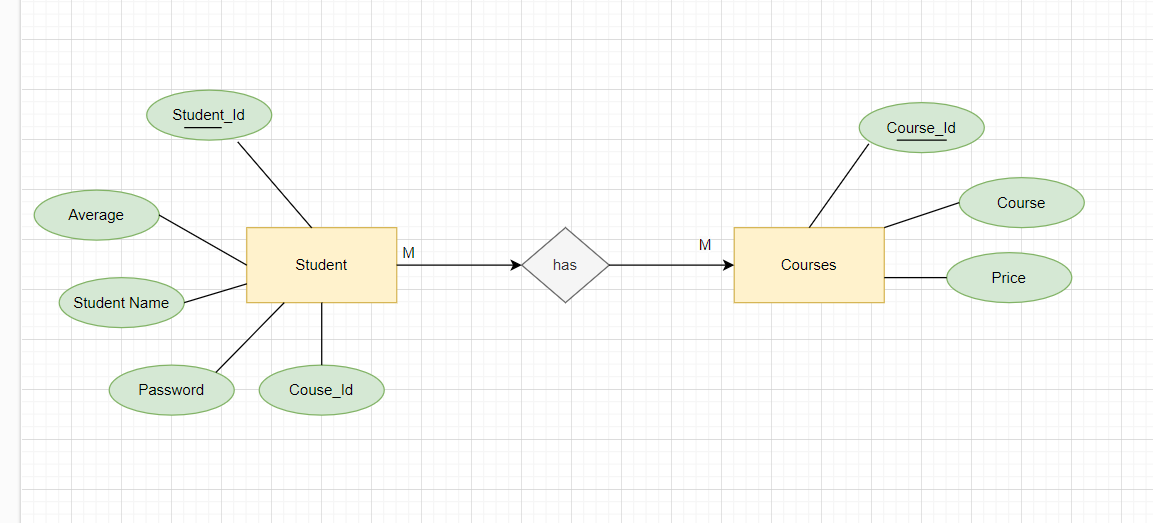 Student_Id
Course_Id
Average
Course
M
M
Student
has
Courses
Price
Student Name
Password
Couse_Id